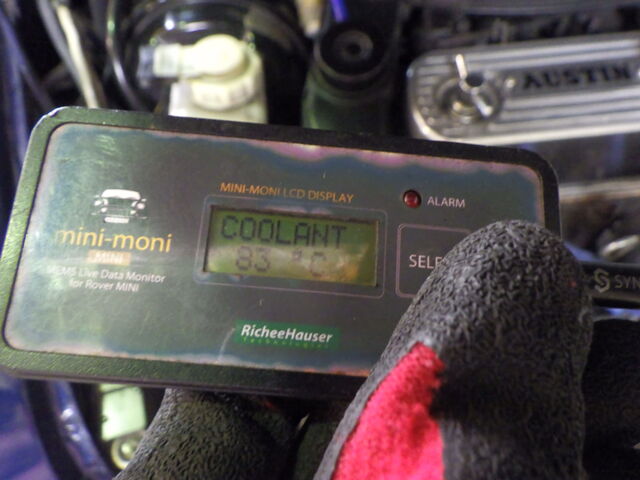 AUSTIN
MINI-MONI LCD DISPLAY
ALARM
COOLANT
83 °C
mini-moni
MINI
MEMS Live Data Monitor
for Rover MINI
RicheeHauser
Technologies